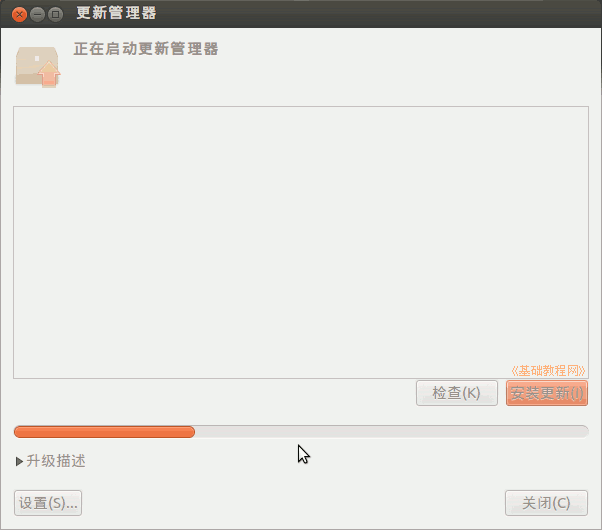 更新管理器
正在启动更新管理器
《基础教程网》
检查(K)
安装更新(I)
升级描述
设置(S)...
关闭(C)